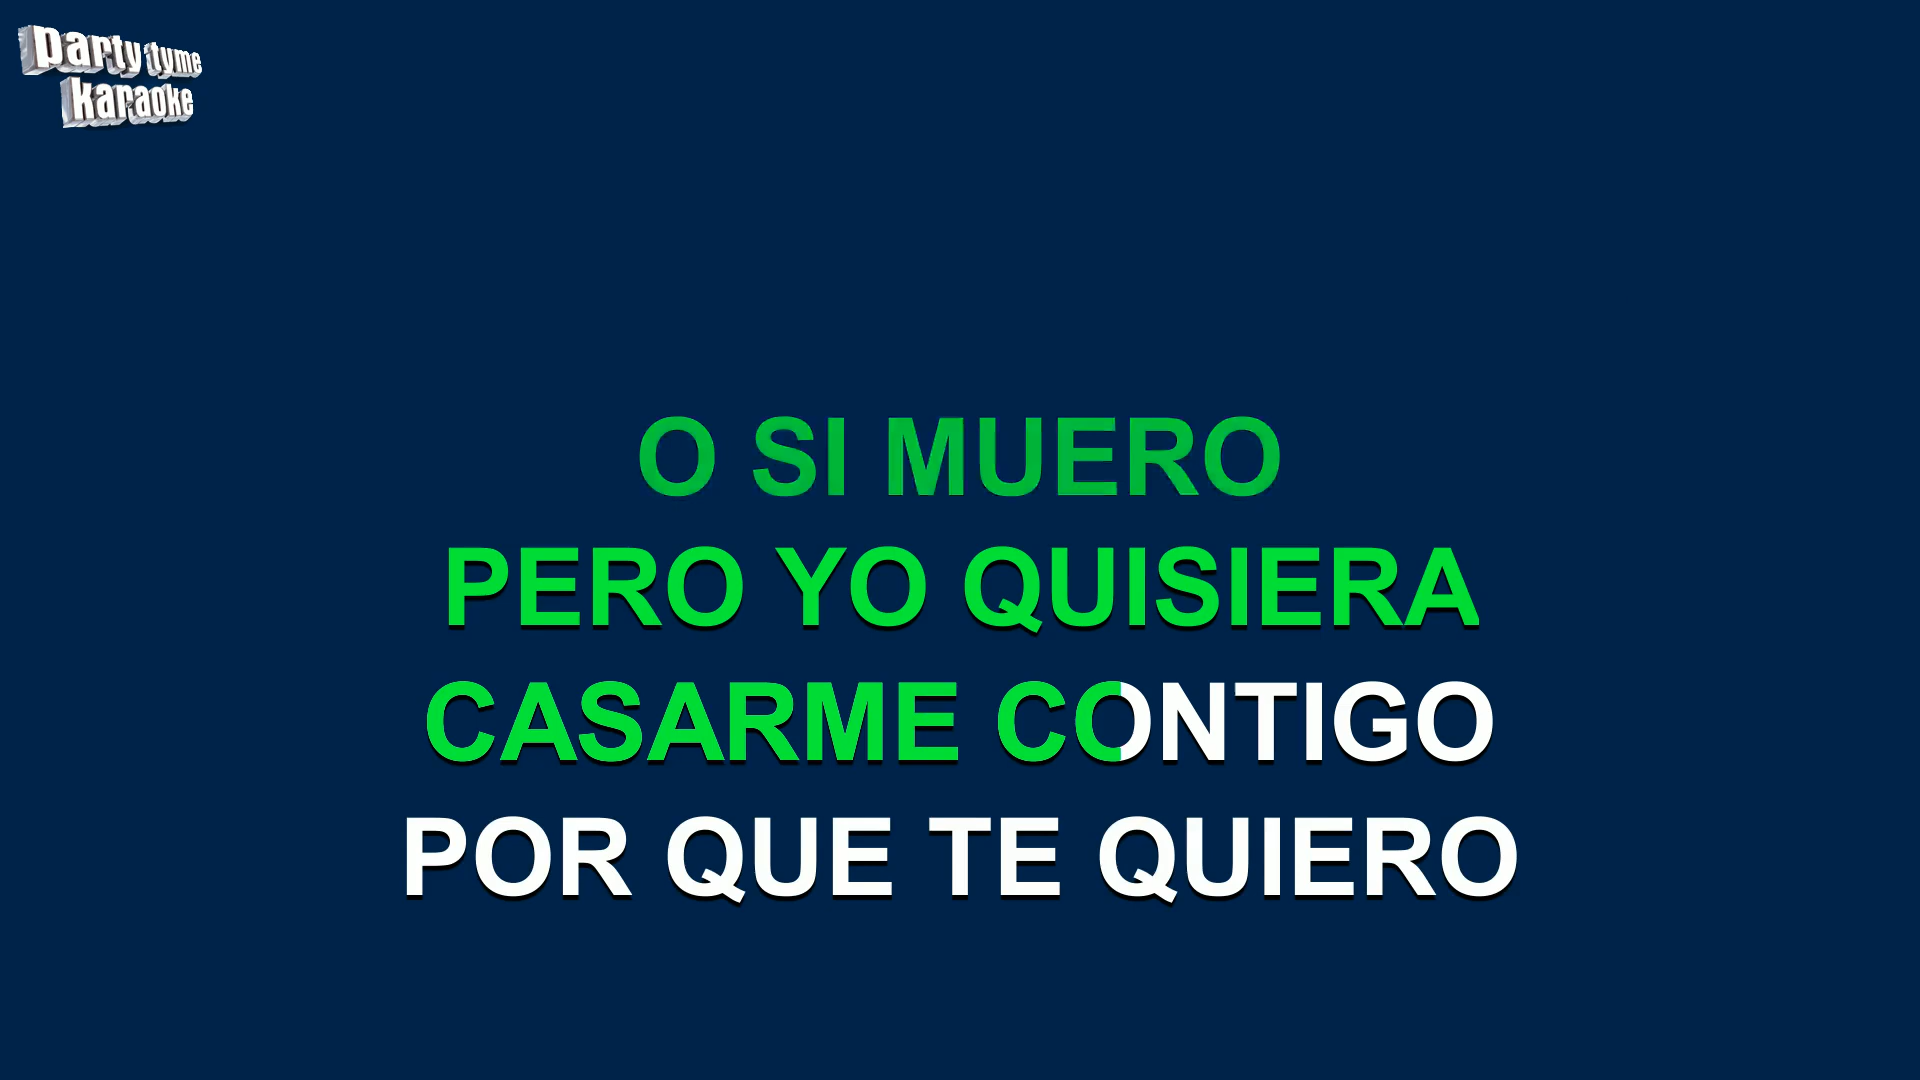 party tyme
karaoke
O SI MUERO
PERO YO QUISIERA
CASARME CONTIGO
POR QUE TE QUIERO